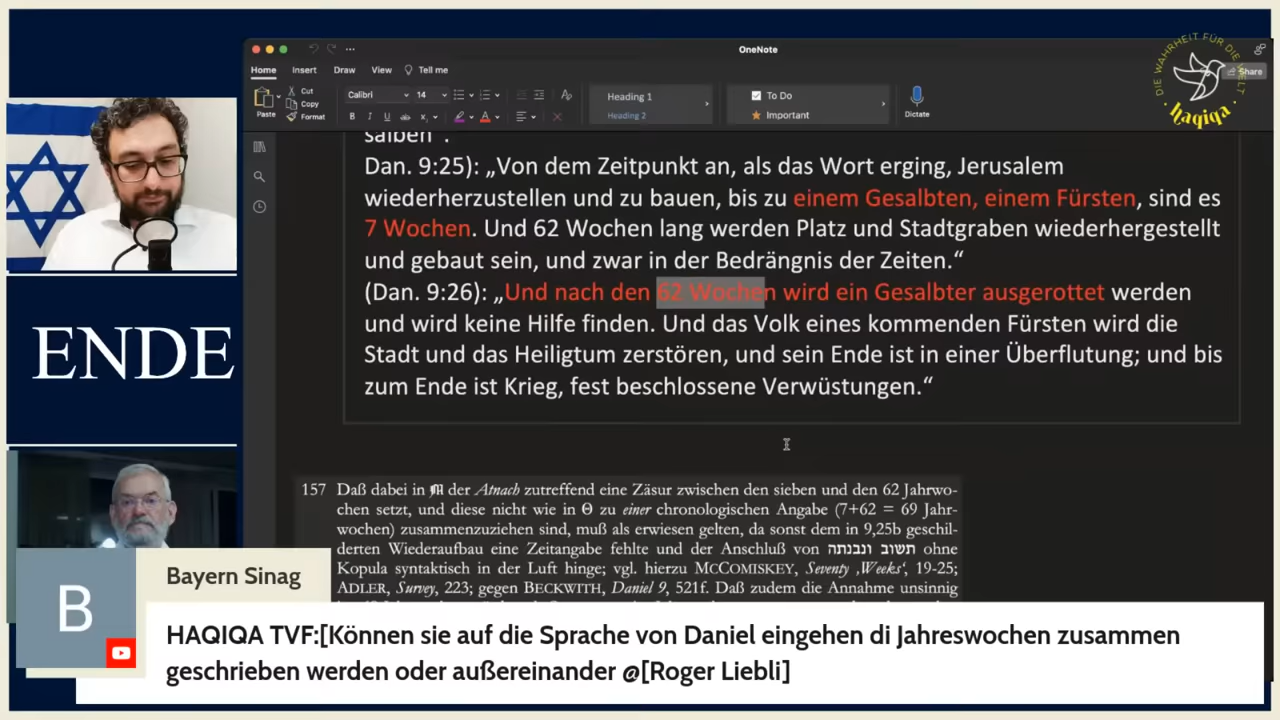 OneNote
DIE WAHRHEIT FÜR DIE WELT
haqiqa
Home Insert Draw View Tell me
Share
Paste
Cut
Copy
Format
Calibri 14
B I U ab x
Heading 1
Heading 2
To Do
Important
Dictate
salben“.
Dan. 9:25): „Von dem Zeitpunkt an, als das Wort erging, Jerusalem
wiederherzustellen und zu bauen, bis zu einem Gesalbten, einem Fürsten, sind es
7 Wochen. Und 62 Wochen lang werden Platz und Stadtgraben wiederhergestellt
und gebaut sein, und zwar in der Bedrängnis der Zeiten.“
(Dan. 9:26): „Und nach den 62 Wochen wird ein Gesalbter ausgerottet werden
und wird keine Hilfe finden. Und das Volk eines kommenden Fürsten wird die
Stadt und das Heiligtum zerstören, und sein Ende ist in einer Überflutung; und bis
zum Ende ist Krieg, fest beschlossene Verwüstungen.“
ENDE
157 Daß dabei in 𝔐 der Atnach zutreffend eine Zäsur zwischen den sieben und den 62 Jahrwo-
chen setzt, und diese nicht wie in Θ zu einer chronologischen Angabe (7+62 = 69 Jahr-
wochen) zusammenzuziehen sind, muß als erwiesen gelten, da sonst dem in 9,25b geschil-
derten Wiederaufbau eine Zeitangabe fehlte und der Anschluß von תשוב ונבנתה ohne
Kopula syntaktisch in der Luft hinge; vgl. hierzu MCCOMISKEY, Seventy ‚Weeks‘, 19-25;
ADLER, Survey, 223; gegen BECKWITH, Daniel 9, 521f. Daß zudem die Annahme unsinnig
B
Bayern Sinag
HAQIQA TVF:[Können sie auf die Sprache von Daniel eingehen di Jahreswochen zusammen
geschrieben werden oder außereinander @[Roger Liebli]